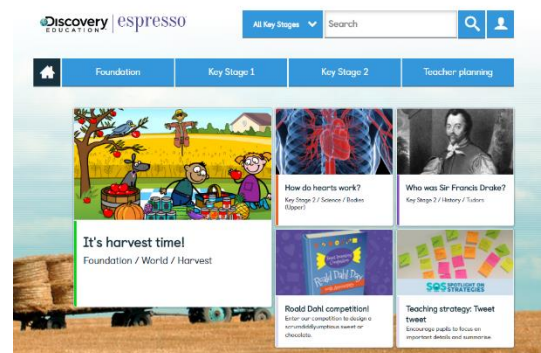 Discovery EDUCATION espresso
All Key Stages Search
Foundation Key Stage 1 Key Stage 2 Teacher planning
It's harvest time!
Foundation / World / Harvest
How do hearts work?
Key Stage 2 / Science / Bodies
(Upper)
Who was Sir Francis Drake?
Key Stage 2 / History / Tudors
Roald Dahl Day
Roald Dahl competition!
Enter our competition to design a
scrumdiddlyumptious sweet or
chocolate.
SOS SPOTLIGHT ON
STRATEGIES
Teaching strategy: Tweet
tweet
Encourage pupils to focus on
important details and summarise.